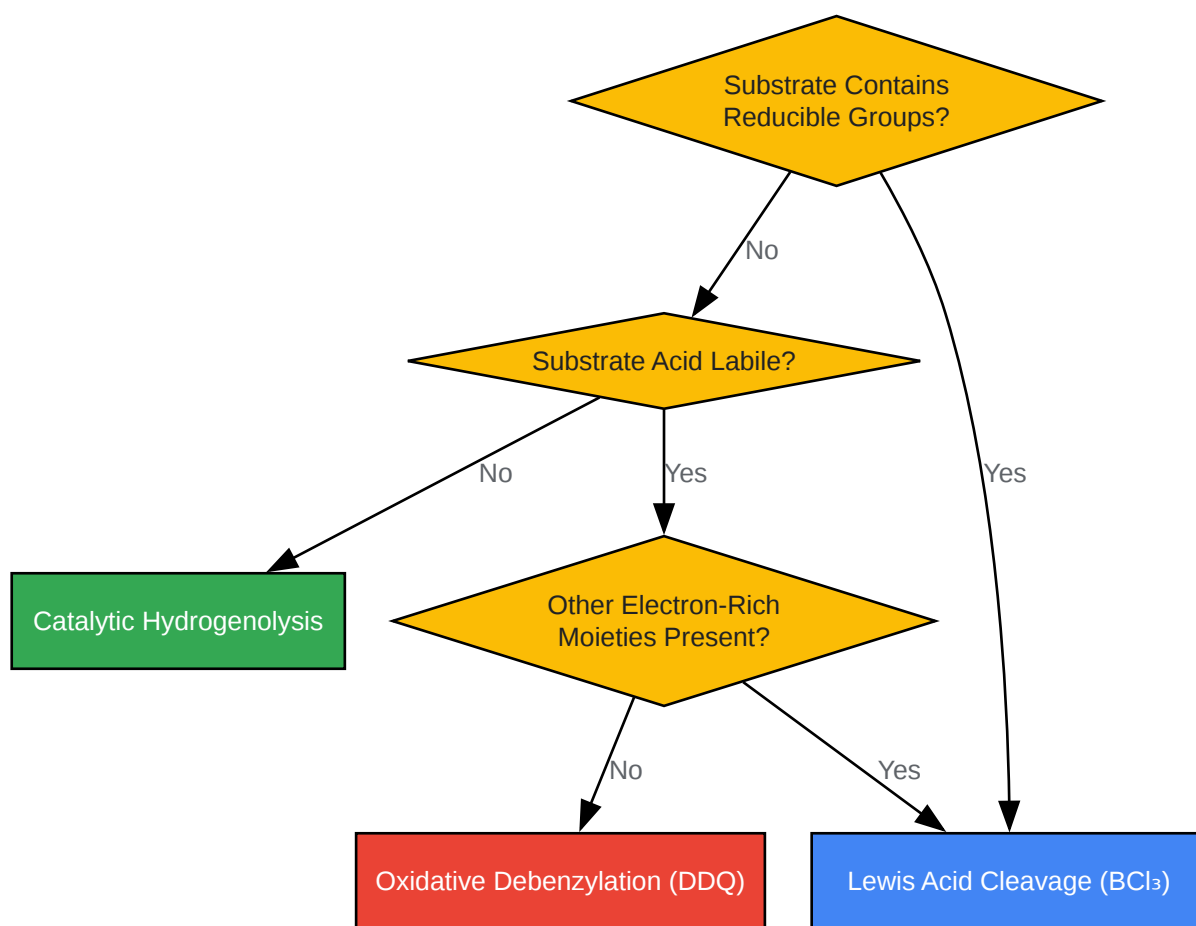 Substrate Contains
Reducible Groups?
No
Substrate Acid Labile?
No
Yes
Yes
Catalytic Hydrogenolysis
Other Electron-Rich
Moieties Present?
No
Yes
Oxidative Debenzylation (DDQ)
Lewis Acid Cleavage (BCl₃)